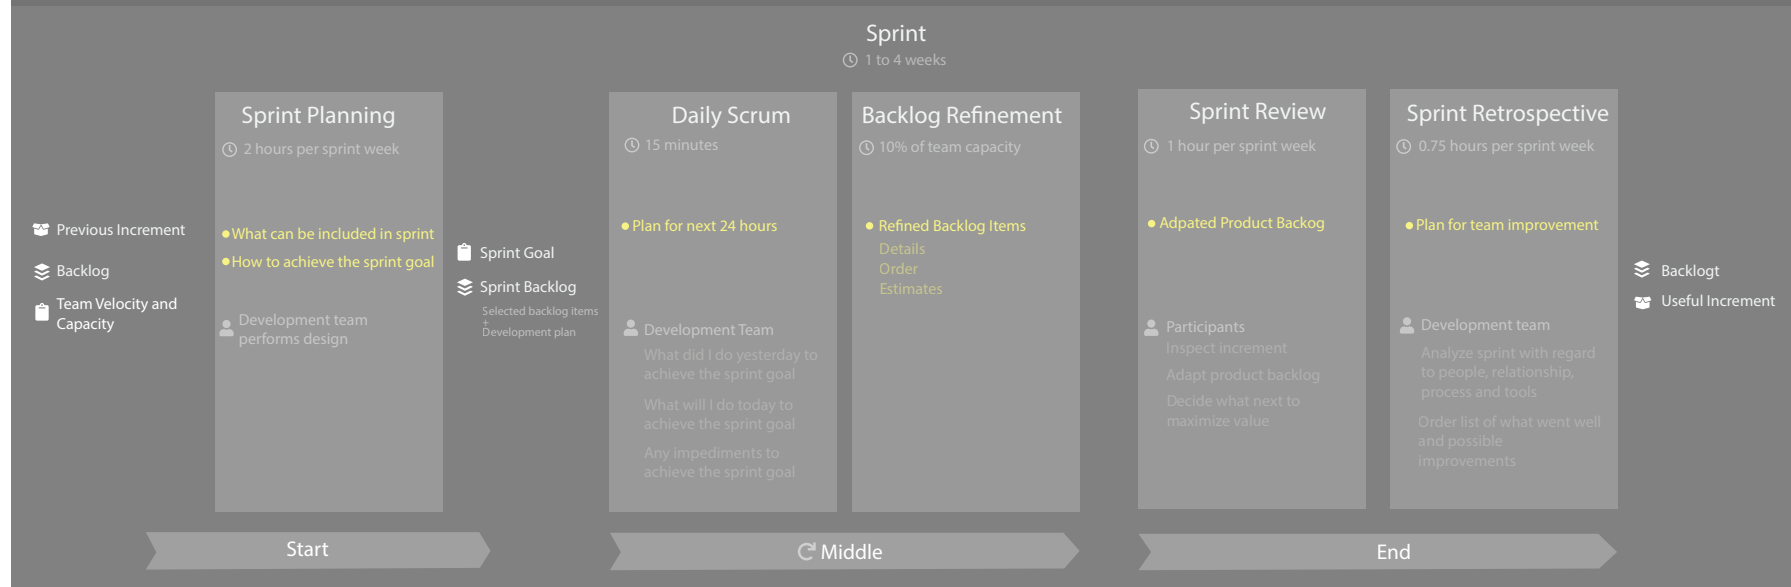 Sprint
1 to 4 weeks
Previous Increment
Backlog
Team Velocity and
Capacity
Sprint Planning
2 hours per sprint week
What can be included in sprint
How to achieve the sprint goal
Development team
performs design
Sprint Goal
Sprint Backlog
Selected backlog items
+
Development plan
Daily Scrum
15 minutes
Plan for next 24 hours
Development Team
What did I do yesterday to
achieve the sprint goal
What will I do today to
achieve the sprint goal
Any impediments to
achieve the sprint goal
Backlog Refinement
10% of team capacity
Refined Backlog Items
Details
Order
Estimates
Sprint Review
1 hour per sprint week
Adpated Product Backog
Participants
Inspect increment
Adapt product backlog
Decide what next to
maximize value
Sprint Retrospective
0.75 hours per sprint week
Plan for team improvement
Development team
Analyze sprint with regard
to people, relationship,
process and tools
Order list of what went well
and possible
improvements
Backlogt
Useful Increment
Start
Middle
End